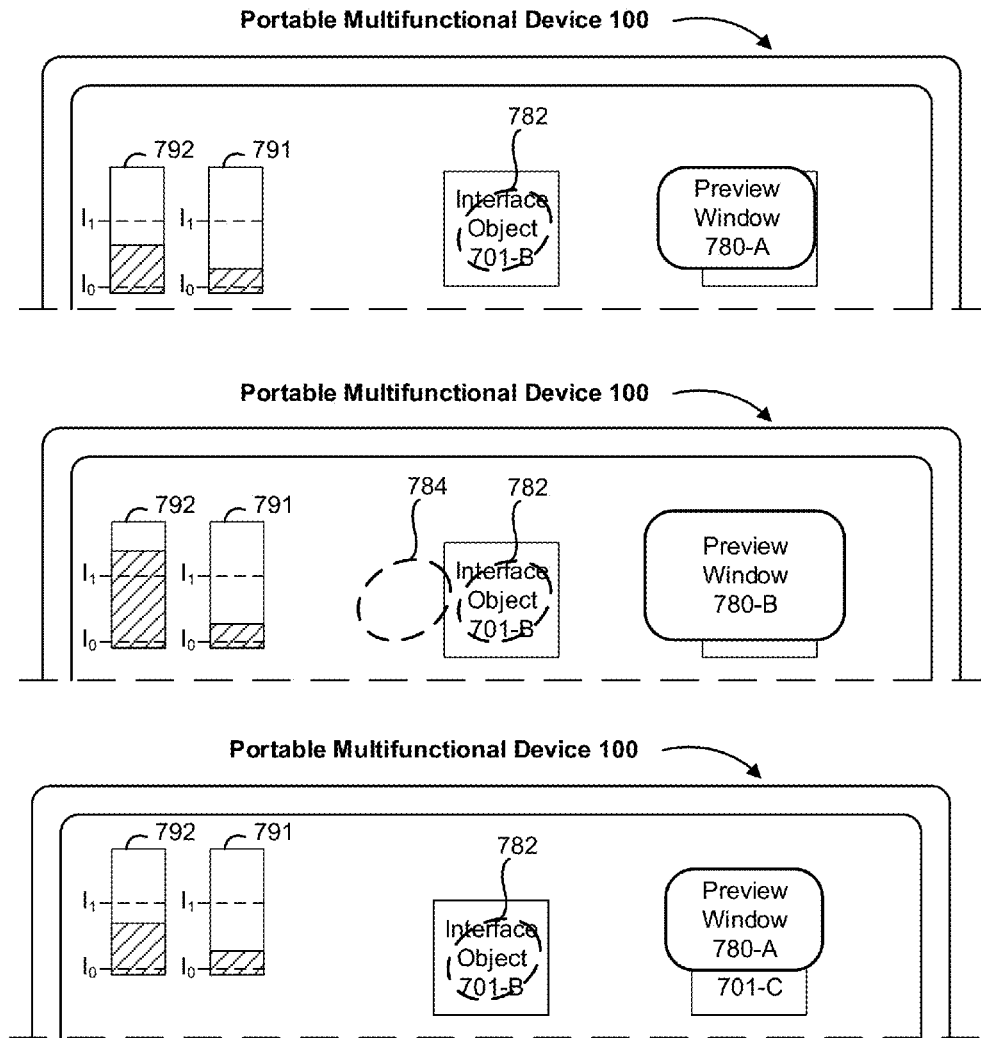 Portable Multifunctional Device 100
782
792
791
I₁
I₁
I₀
I₀
Interface
Object
701-B
Preview
Window
780-A
Portable Multifunctional Device 100
784
782
792
791
I₁
I₁
I₀
I₀
Interface
Object
701-B
Preview
Window
780-B
Portable Multifunctional Device 100
792
791
782
I₁
I₁
I₀
I₀
Interface
Object
701-B
Preview
Window
780-A
701-C